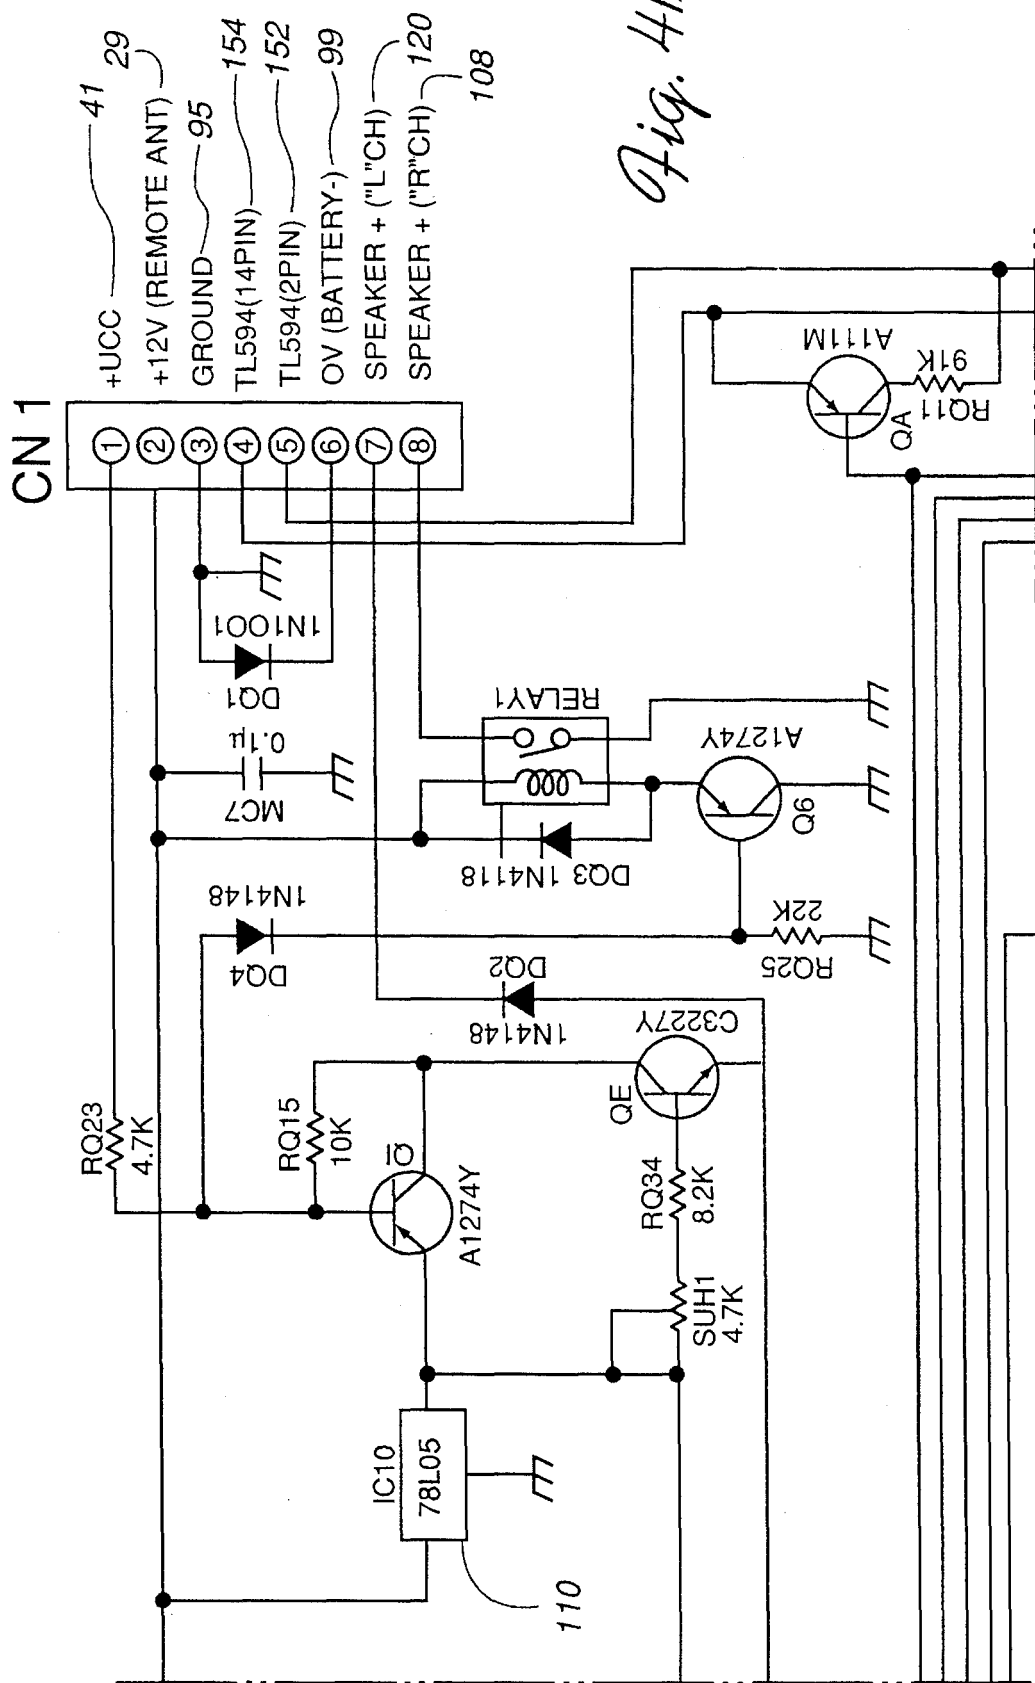 CN 1
+UCC 41
+12V (REMOTE ANT) 29
GROUND 95
TL594(14PIN) 154
TL594(2PIN) 152
OV (BATTERY-) 99
SPEAKER + ("L"CH) 120
SPEAKER + ("R"CH) 108
1
2
3
4
5
6
7
8
Fig.
DQ1
1N1OO1
MC7
0.1µ
RELAY1
DQ3 1N4118
A1274Y
Q6
DQ4
1N4148
RQ25
22K
DQ2
1N4148
C3227Y
QE
RQ23
4.7K
RQ15
10K
A1274Y
RQ34
8.2K
SUH1
4.7K
IC10
78L05
110
A111M
QA
RQ11
91K